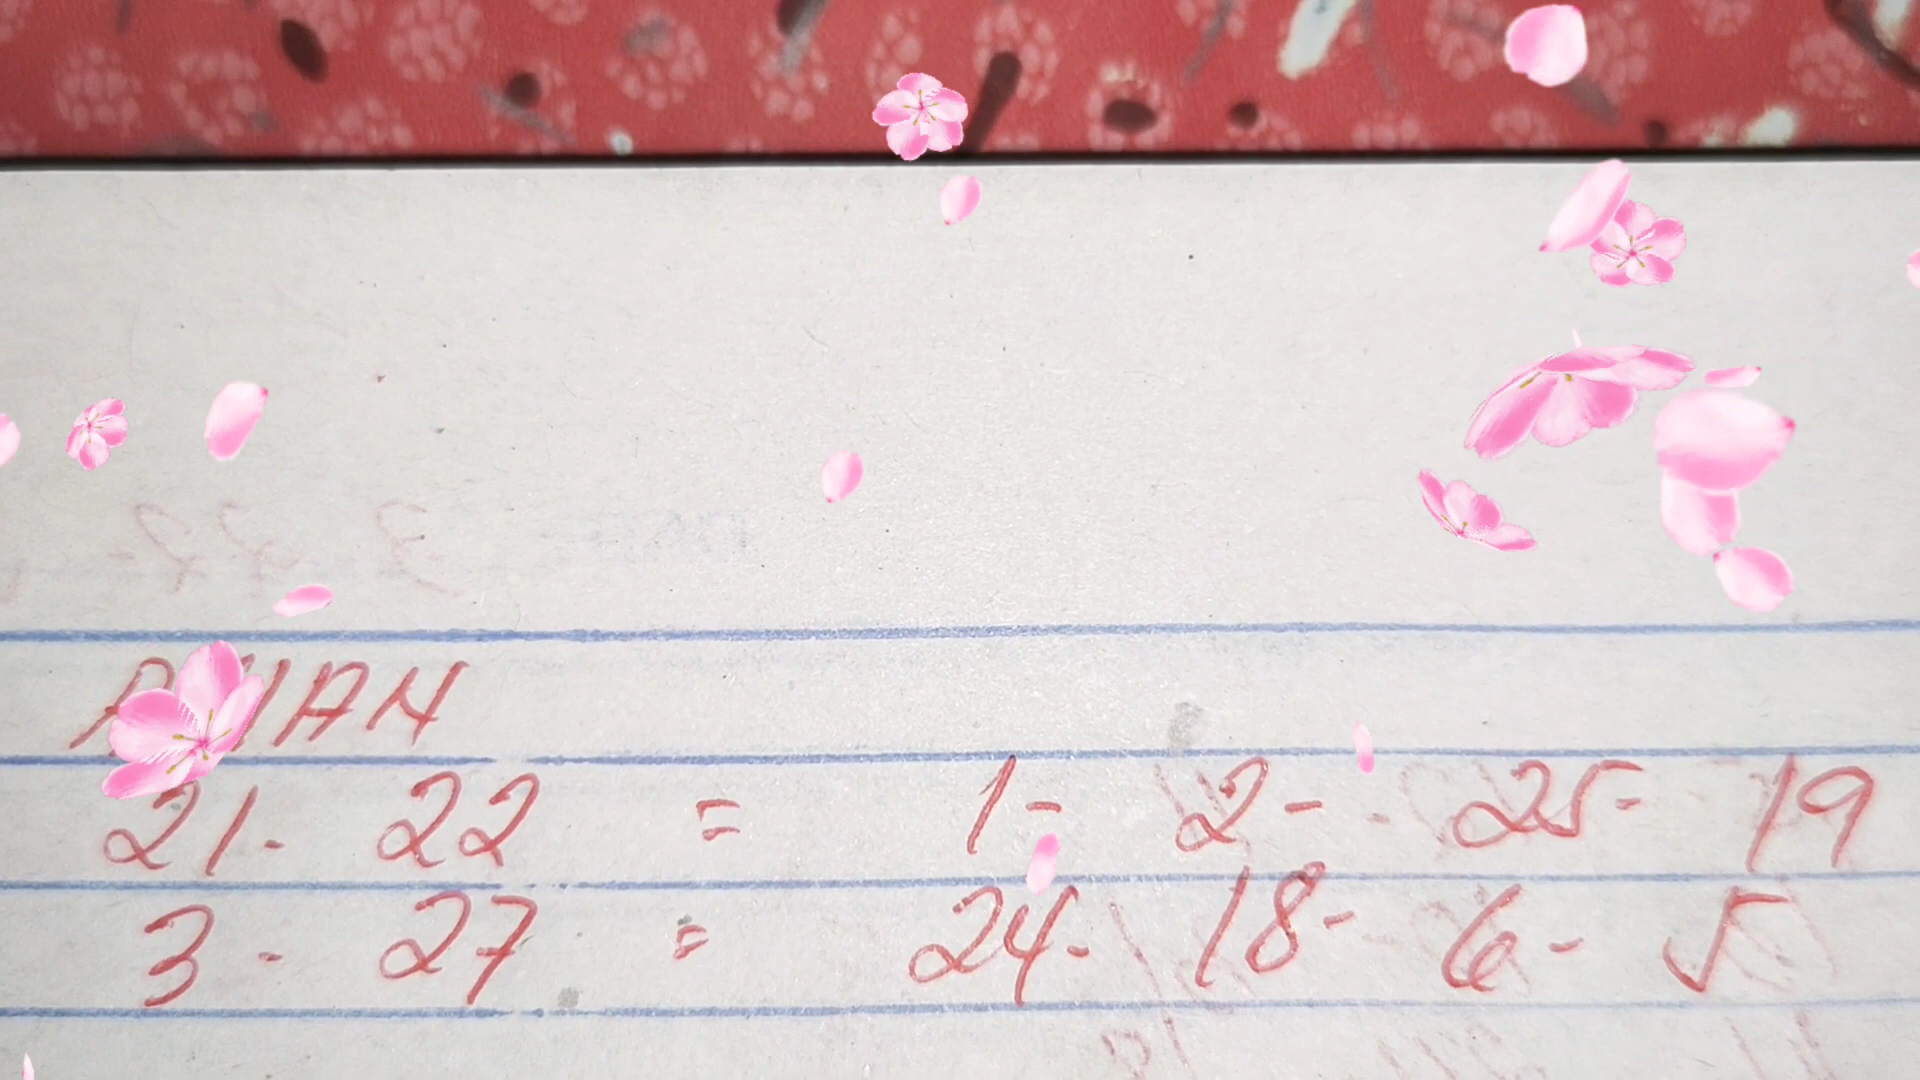 21. 22 = 1- 2- 25- 19
3- 27 = 24- 18- 6- 5